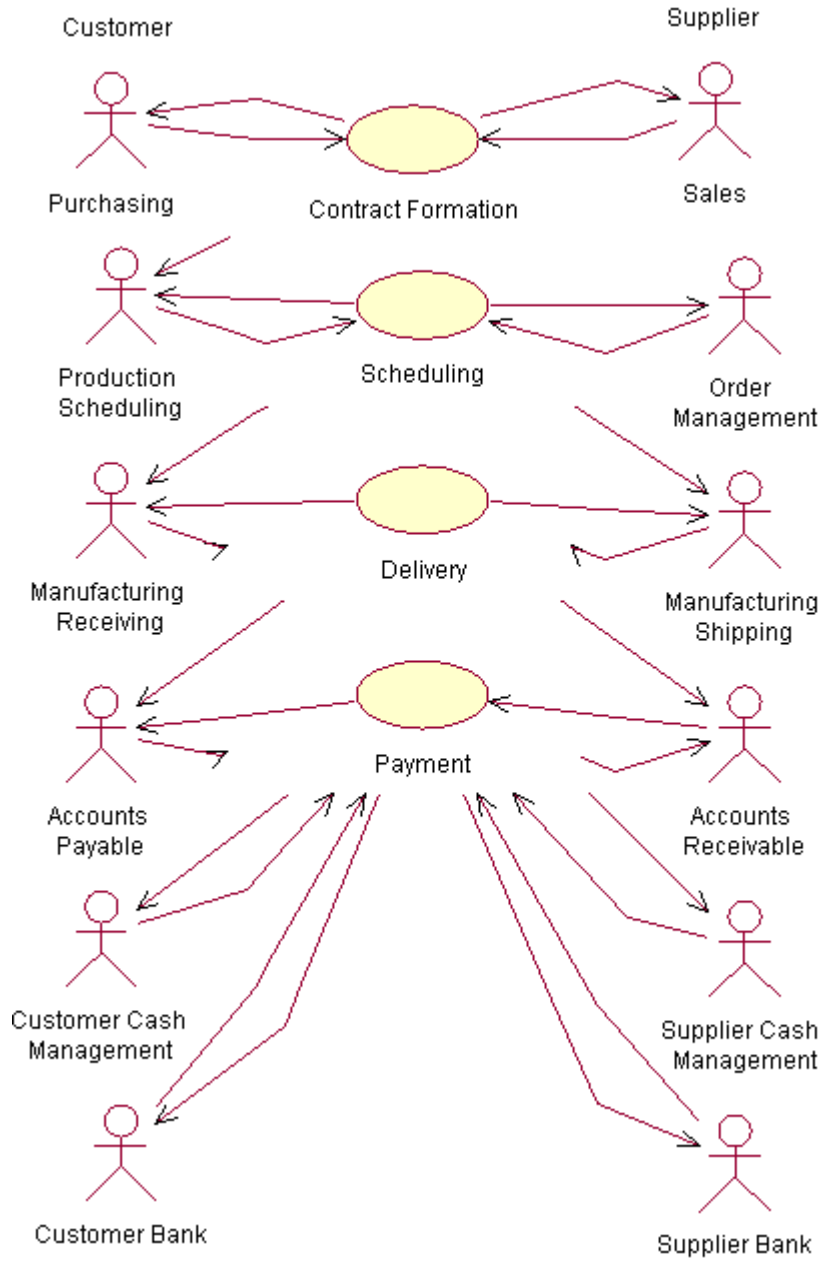 Customer
Supplier
Purchasing
Contract Formation
Sales
Production
Scheduling
Scheduling
Order
Management
Manufacturing
Receiving
Delivery
Manufacturing
Shipping
Accounts
Payable
Payment
Accounts
Receivable
Customer Cash
Management
Supplier Cash
Management
Customer Bank
Supplier Bank